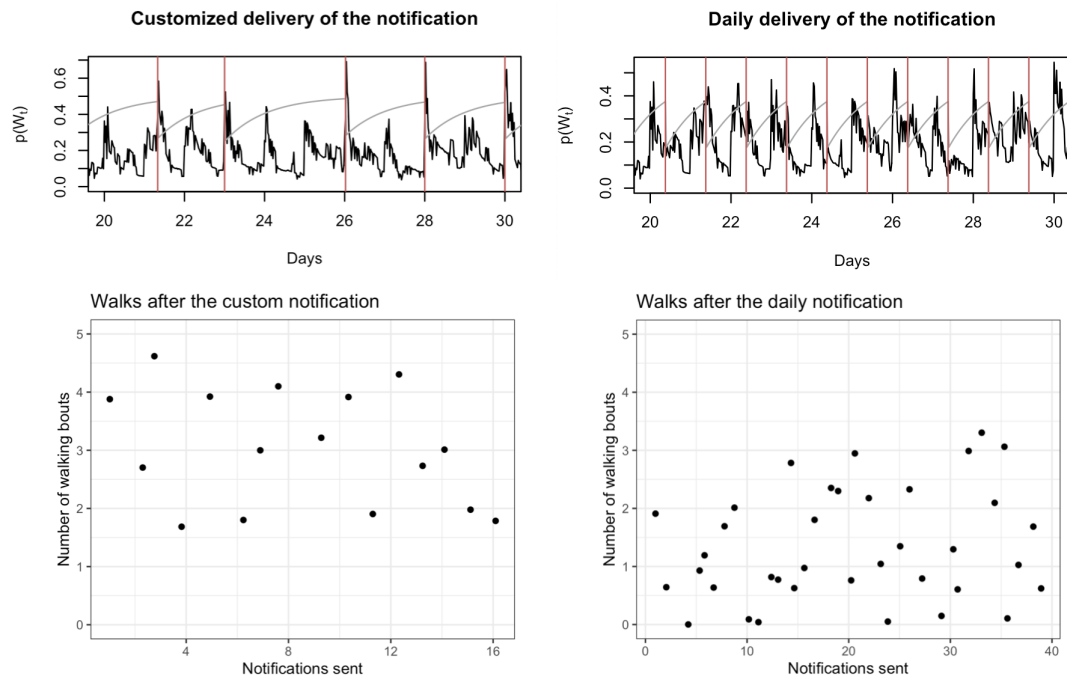 Customized delivery of the notification
p(Wt)
0.0 0.2 0.4 0.6
20 22 24 26 28 30
Days
Daily delivery of the notification
p(Wt)
0.0 0.2 0.4
20 22 24 26 28 30
Days
Walks after the custom notification
Number of walking bouts
5
4
3
2
1
0
4 8 12 16
Notifications sent
Walks after the daily notification
Number of walking bouts
5
4
3
2
1
0
0 10 20 30 40
Notifications sent